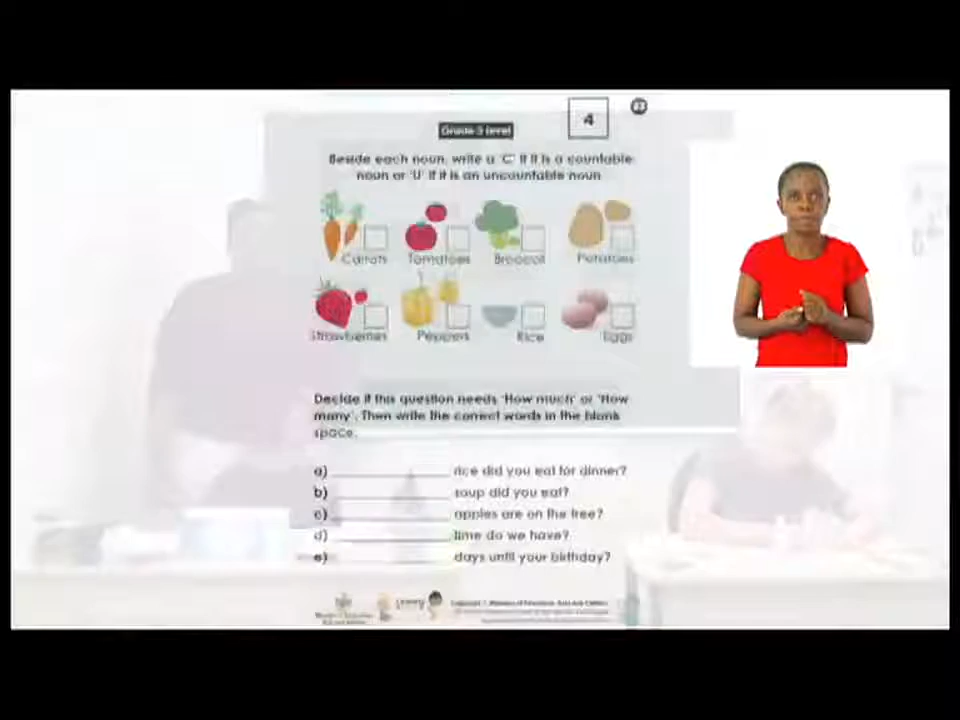 4
Grade 3 level
Beside each noun, write a 'C' if it is a countable
noun or 'U' if it is an uncountable noun
Carrots Tomatoes Broccoli Potatoes
Strawberries Peppers Rice Eggs
Decide if this question needs 'How much' or 'How
many'. Then write the correct words in the blank
space.
a) rice did you eat for dinner?
b) soup did you eat?
c) apples are on the tree?
d) time do we have?
e) days until your birthday?